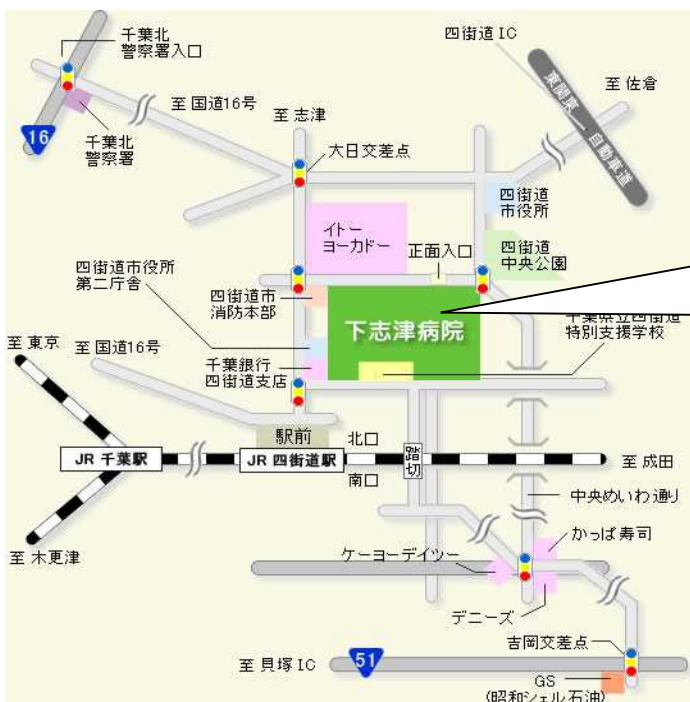 千葉北
警察署入口
四街道 IC
至 佐倉
東関東
自動車道
至 国道16号
至 志津
16
千葉北
警察署
大日交差点
四街道
市役所
イトー
ヨーカドー
正面入口
四街道
中央公園
四街道市役所
第二庁舎
四街道市
消防本部
下志津病院
千葉県立四街道
特別支援学校
至 東京
至 国道16号
千葉銀行
四街道支店
駅前
北口
踏切
JR 千葉駅
JR 四街道駅
至 成田
南口
中央めいわ通り
至 木更津
かっぱ寿司
ケーヨーデイツー
デニーズ
吉岡交差点
至 貝塚 IC
51
GS
(昭和シェル石油)